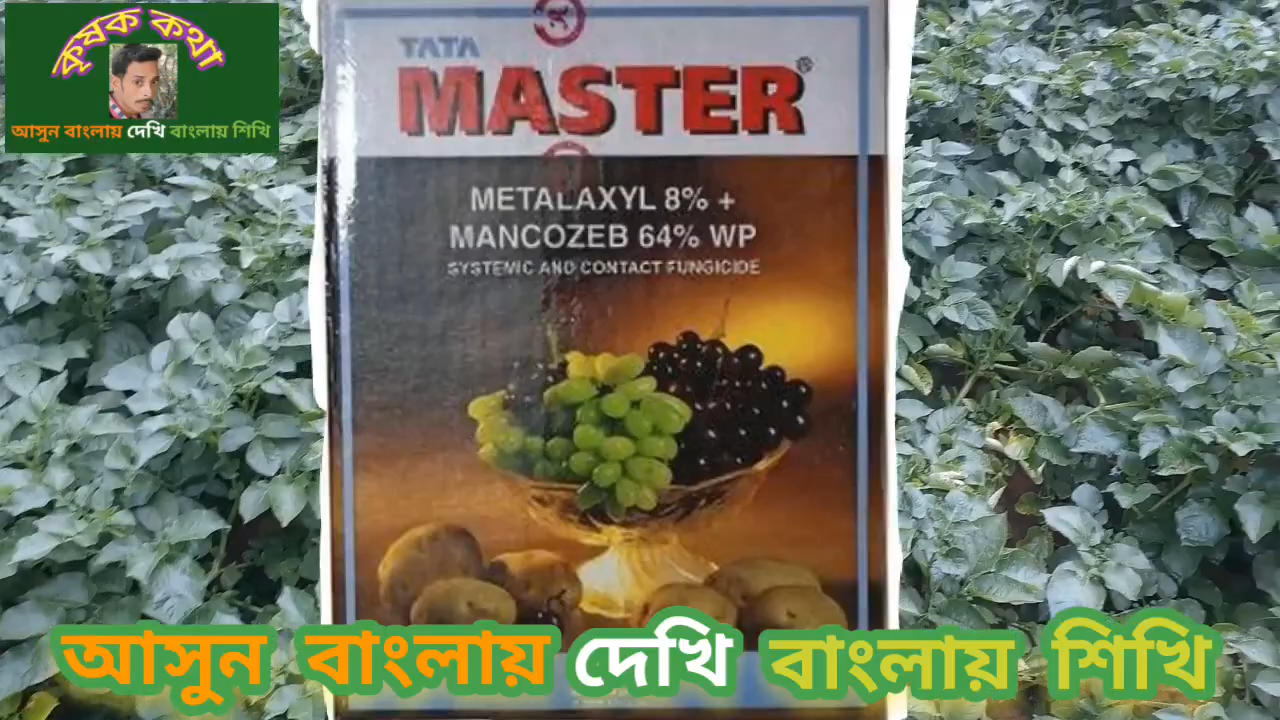 কৃষক কথা
আসুন বাংলায় দেখি বাংলায় শিখি
TATA
MASTER®
METALAXYL 8% +
MANCOZEB 64% WP
SYSTEMIC AND CONTACT FUNGICIDE
আসুন বাংলায় দেখি বাংলায় শিখি